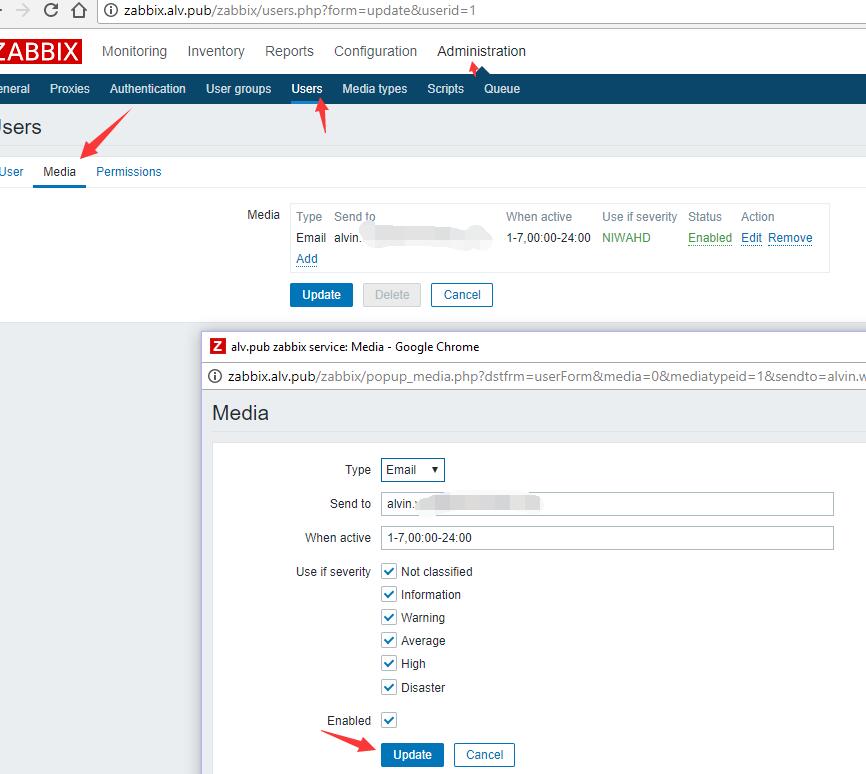 zabbix.alv.pub/zabbix/users.php?form=update&userid=1
ZABBIX Monitoring Inventory Reports Configuration Administration
eneral Proxies Authentication User groups Users Media types Scripts Queue
Users
User Media Permissions
Media Type Send to When active Use if severity Status Action
Email alvin. 1-7,00:00-24:00 NIWAHD Enabled Edit Remove
Add
Update Delete Cancel
Z alv.pub zabbix service: Media - Google Chrome
zabbix.alv.pub/zabbix/popup_media.php?dstfrm=userForm&media=0&mediatypeid=1&sendto=alvin.w
Media
Type Email
Send to alvin.
When active 1-7,00:00-24:00
Use if severity Not classified
Information
Warning
Average
High
Disaster
Enabled
Update Cancel